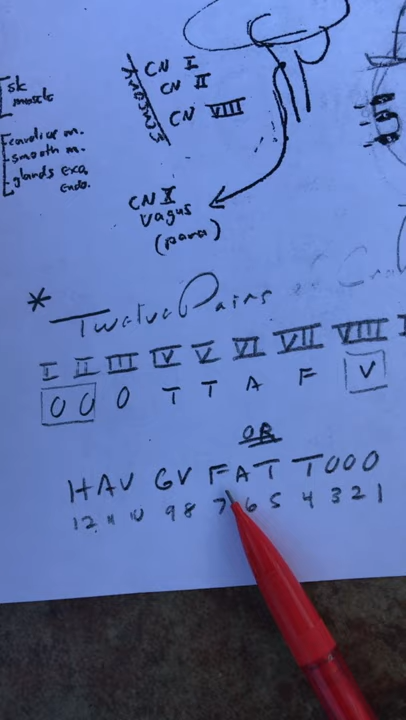 sk
muscle
cardiac m.
smooth m.
glands exo.
endo.
SENSORY
CN I
CN II
CN VIII
CN X
Vagus
(para)
* Twelve Pairs of
I II III IV V VI VII VIII
O O O T T A F V
OR
HAV GV FAT TOOO
12 11 10 9 8 7 6 5 4 3 2 1